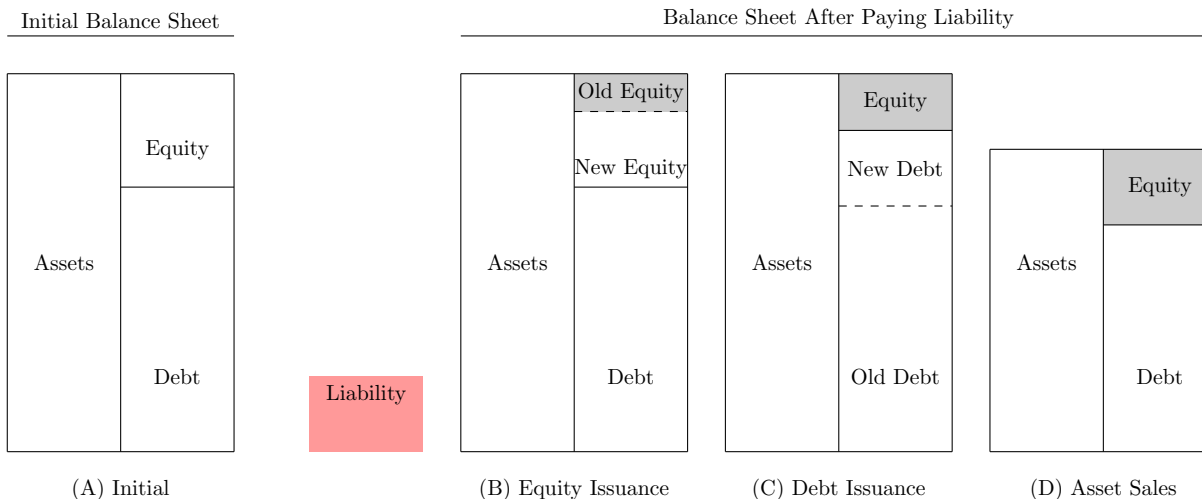 Initial Balance Sheet
Balance Sheet After Paying Liability
Assets
Equity
Debt
(A) Initial
Liability
Assets
Old Equity
New Equity
Debt
(B) Equity Issuance
Assets
Equity
New Debt
Old Debt
(C) Debt Issuance
Assets
Equity
Debt
(D) Asset Sales